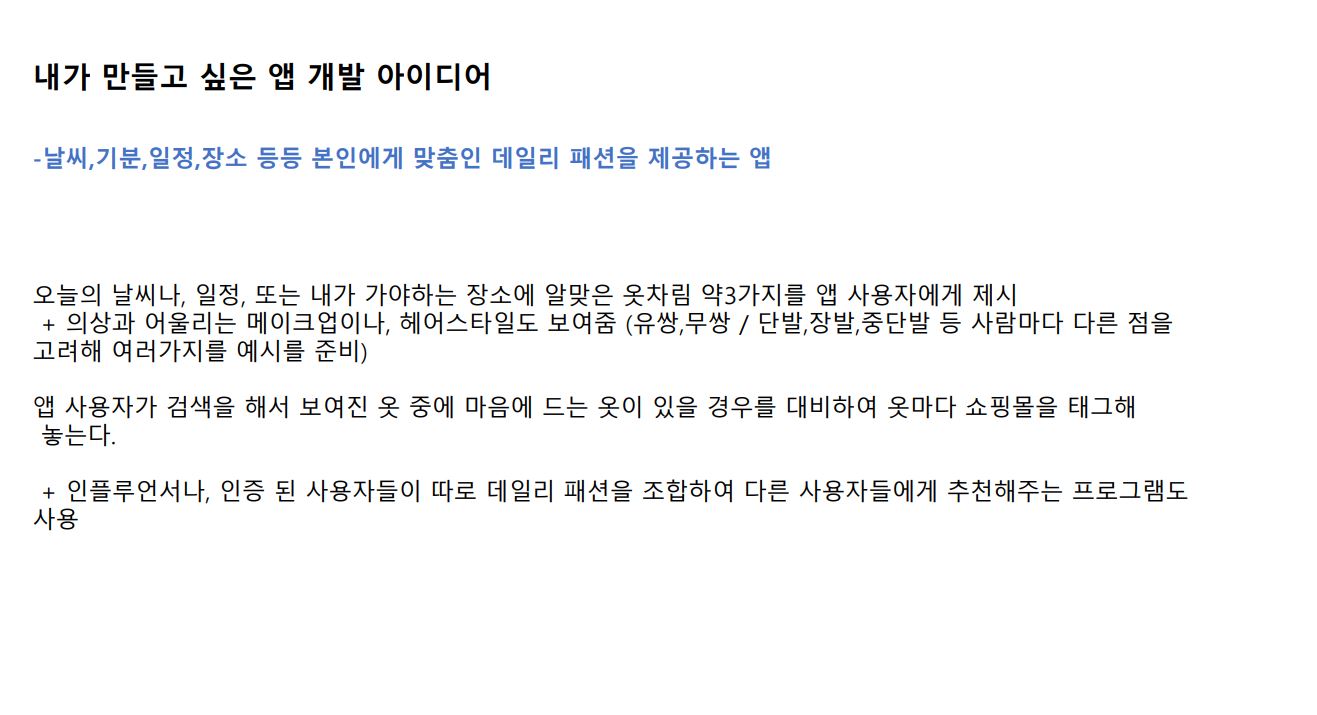 내가 만들고 싶은 앱 개발 아이디어
-날씨,기분,일정,장소 등등 본인에게 맞춤인 데일리 패션을 제공하는 앱
오늘의 날씨나, 일정, 또는 내가 가야하는 장소에 알맞은 옷차림 약3가지를 앱 사용자에게 제시
+ 의상과 어울리는 메이크업이나, 헤어스타일도 보여줌 (유쌍,무쌍 / 단발,장발,중단발 등 사람마다 다른 점을
고려해 여러가지를 예시를 준비)
앱 사용자가 검색을 해서 보여진 옷 중에 마음에 드는 옷이 있을 경우를 대비하여 옷마다 쇼핑몰을 태그해
놓는다.
+ 인플루언서나, 인증 된 사용자들이 따로 데일리 패션을 조합하여 다른 사용자들에게 추천해주는 프로그램도
사용